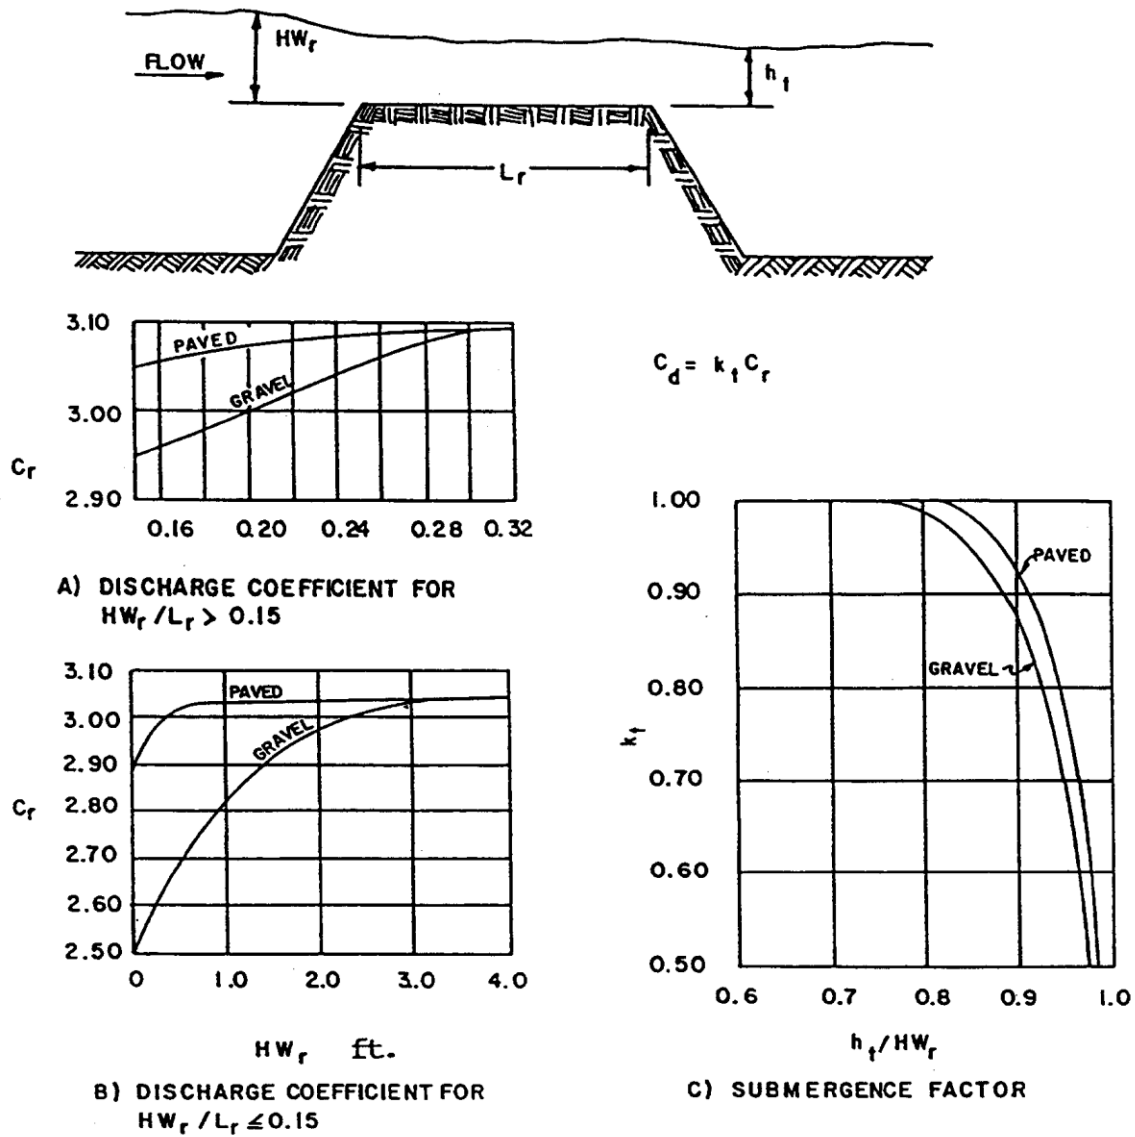 HWr
FLOW
ht
Lr
3.10
PAVED
GRAVEL
3.00
Cr
2.90
0.16 0.20 0.24 0.28 0.32
A) DISCHARGE COEFFICIENT FOR
HWr/Lr > 0.15
Cd = kt Cr
3.10
PAVED
3.00
GRAVEL
2.90
Cr
2.80
2.70
2.60
2.50
0 1.0 2.0 3.0 4.0
HWr ft.
B) DISCHARGE COEFFICIENT FOR
HWr/Lr ≤ 0.15
1.00
PAVED
0.90
GRAVEL
0.80
kt
0.70
0.60
0.50
0.6 0.7 0.8 0.9 1.0
ht/HWr
C) SUBMERGENCE FACTOR